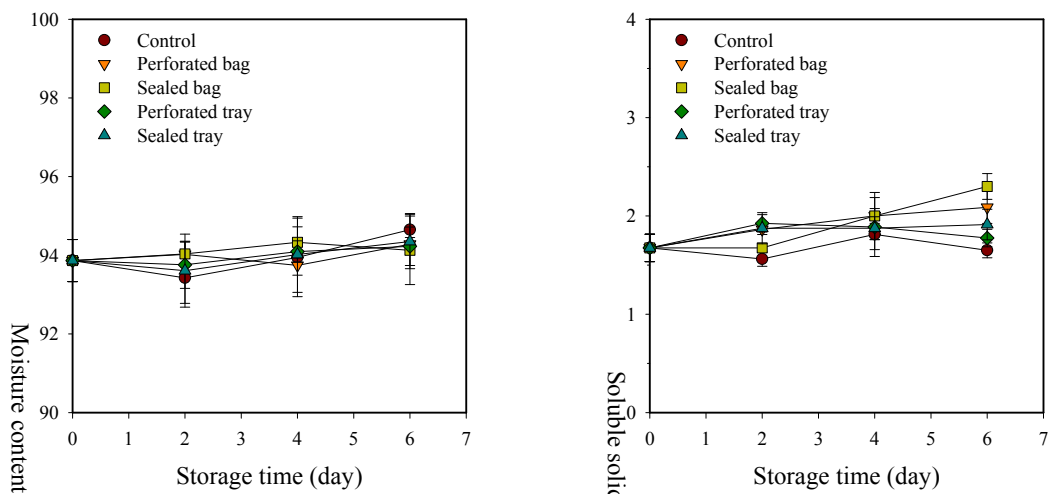 100
98
96
94
92
90
Control
Perforated bag
Sealed bag
Perforated tray
Sealed tray
0 1 2 3 4 5 6 7
Storage time (day)
Moisture content
4
3
2
1
0
Control
Perforated bag
Sealed bag
Perforated tray
Sealed tray
0 1 2 3 4 5 6 7
Storage time (day)
Soluble